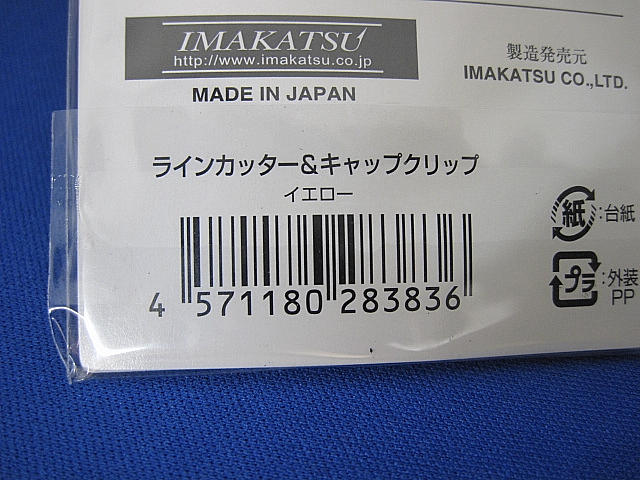 IMAKATSU
http://www.imakatsu.co.jp
MADE IN JAPAN
製造発売元
IMAKATSU CO.,LTD.
ラインカッター&キャップクリップ
イエロー
4 571180 283836
紙:台紙
プラ:外装
PP